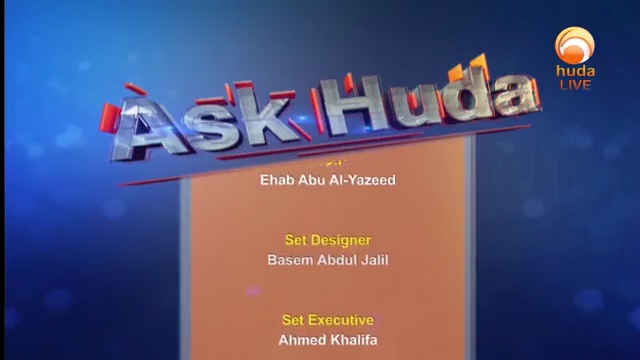 huda
LIVE
Ask Huda
Ehab Abu Al-Yazeed
Set Designer
Basem Abdul Jalil
Set Executive
Ahmed Khalifa